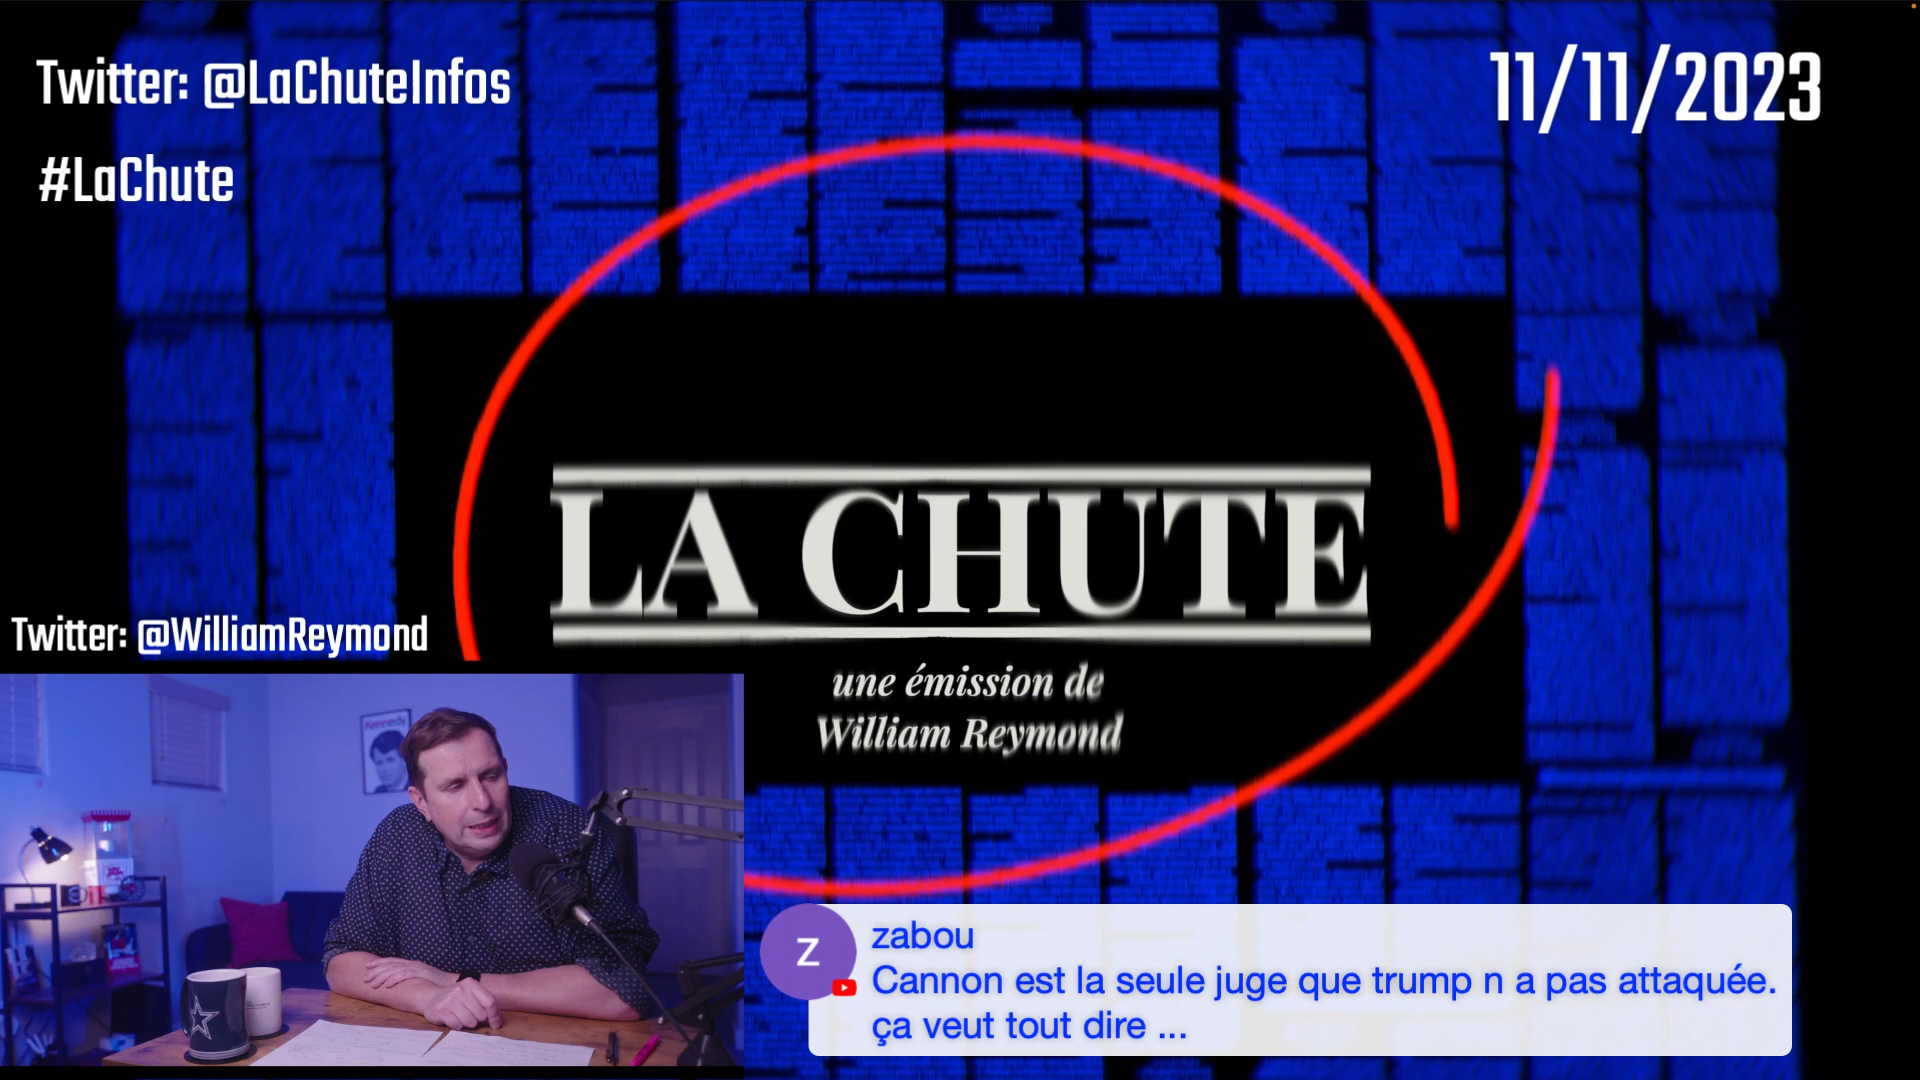 Twitter: @LaChuteInfos
11/11/2023
#LaChute
LA CHUTE
une émission de
William Reymond
Twitter: @WilliamReymond
Kennedy
Z
zabou
Cannon est la seule juge que trump n a pas attaquée.
ça veut tout dire ...